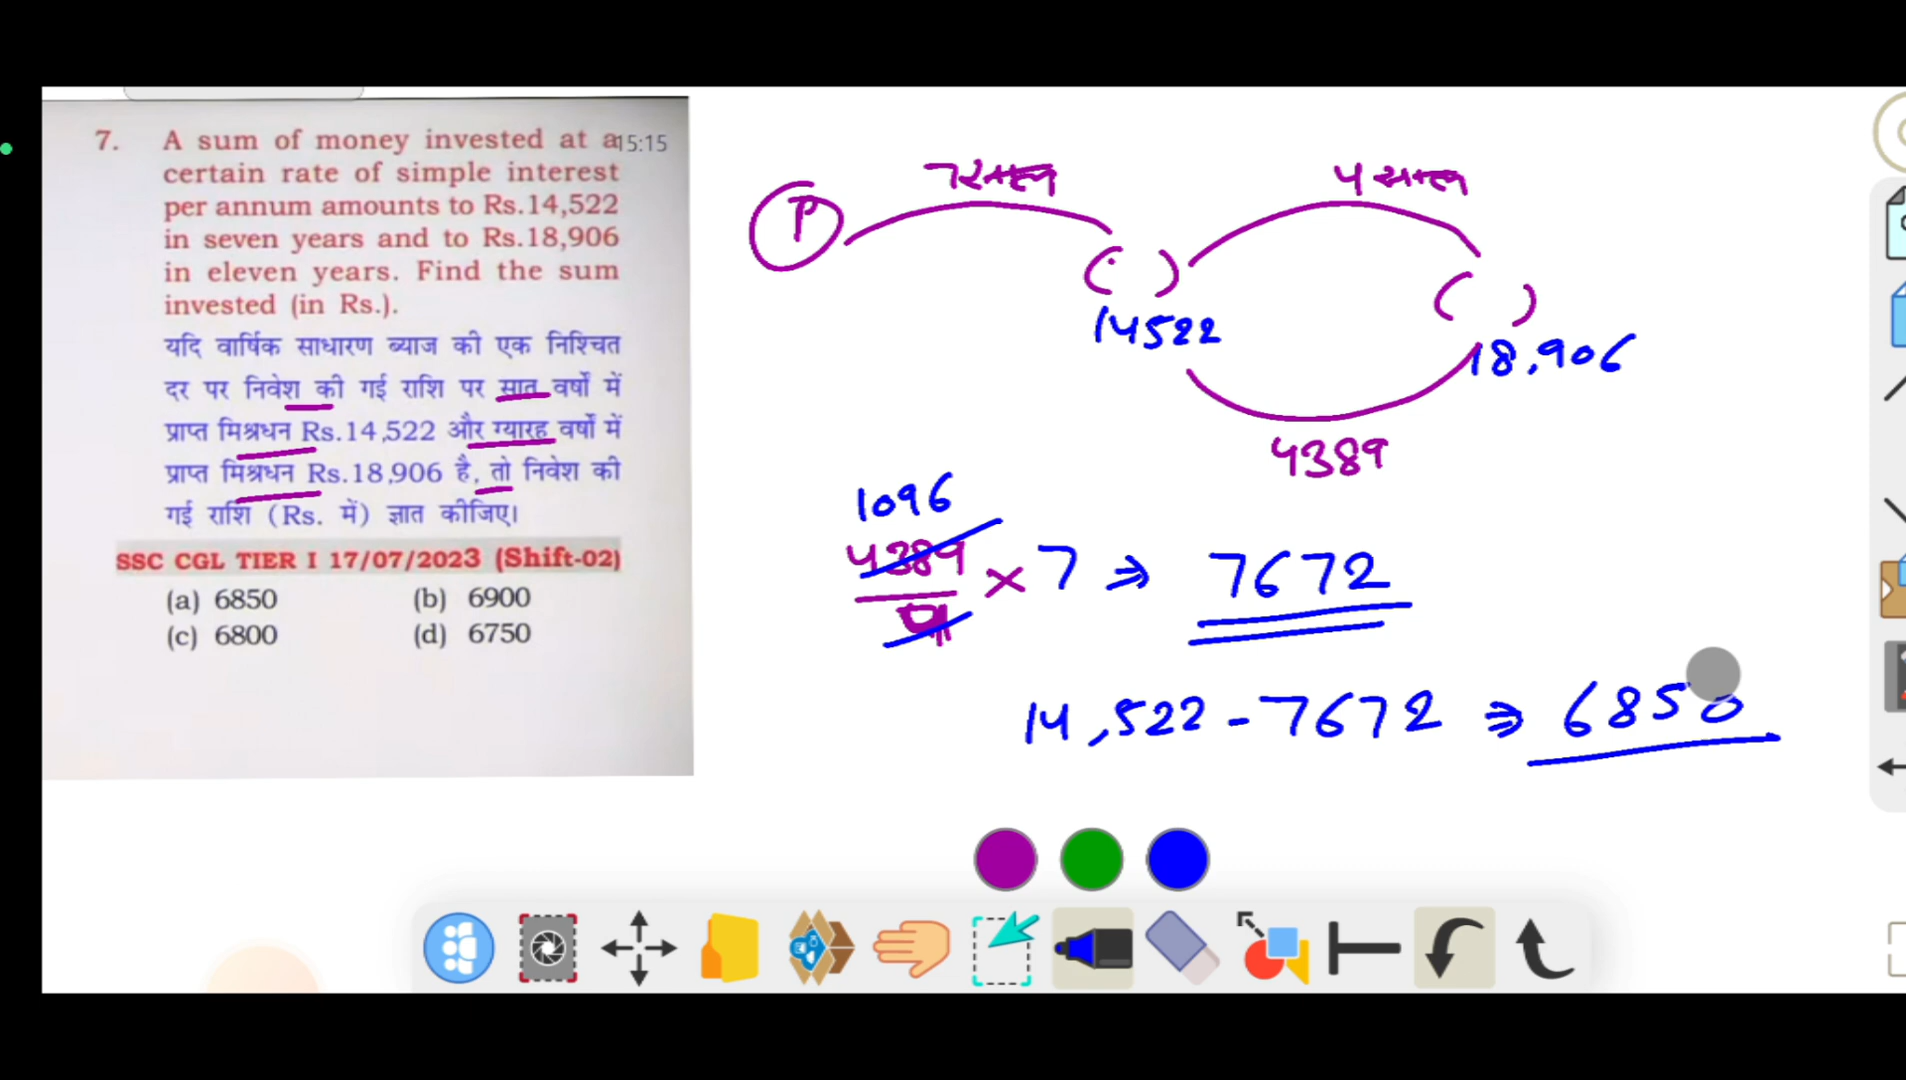 7. A sum of money invested at a
15:15
certain rate of simple interest
per annum amounts to Rs.14,522
in seven years and to Rs.18,906
in eleven years. Find the sum
invested (in Rs.).
यदि वार्षिक साधारण ब्याज की एक निश्चित
दर पर निवेश की गई राशि पर सात वर्षों में
प्राप्त मिश्रधन Rs.14,522 और ग्यारह वर्षों में
प्राप्त मिश्रधन Rs.18,906 है, तो निवेश की
गई राशि (Rs. में) ज्ञात कीजिए।
SSC CGL TIER I 17/07/2023 (Shift-02)
(a) 6850 (b) 6900
(c) 6800 (d) 6750
7साल 4 साल
P
( ) ( )
14522 18,906
4389
1096
4389 × 7 ⇒ 7672
14,522 - 7672 ⇒ 6850